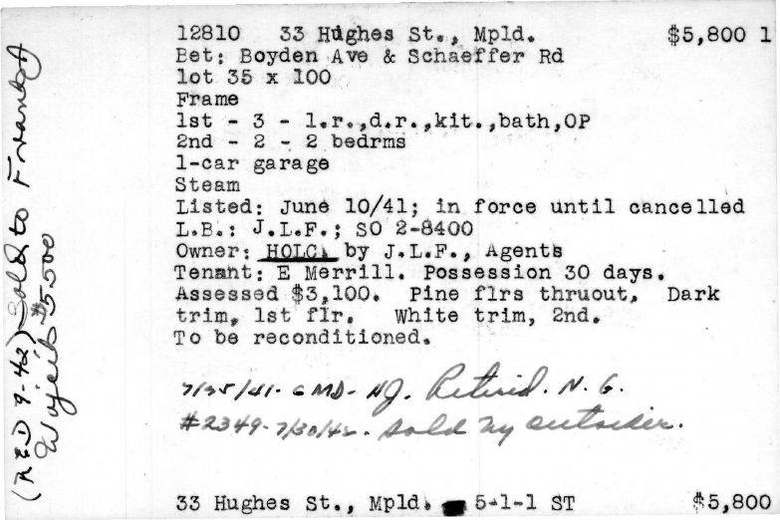 12810 33 Hughes St., Mpld. $5,800 1
Bet: Boyden Ave & Schaeffer Rd
lot 35 x 100
Frame
1st - 3 - l.r.,d.r.,kit.,bath,OP
2nd - 2 - 2 bedrms
1-car garage
Steam
Listed: June 10/41; in force until cancelled
L.B.: J.L.F.; SO 2-8400
Owner: HOLC. by J.L.F., Agents
Tenant: E Merrill. Possession 30 days.
Assessed $3,100. Pine flrs thruout, Dark
trim, 1st flr. White trim, 2nd.
To be reconditioned.
7/25/41. Retired. N.G.
#2349-7/30/42. Sold by outsider.
33 Hughes St., Mpld. 5-1-1 ST $5,800
(RED 9-42) Sold to Frank A
$5500